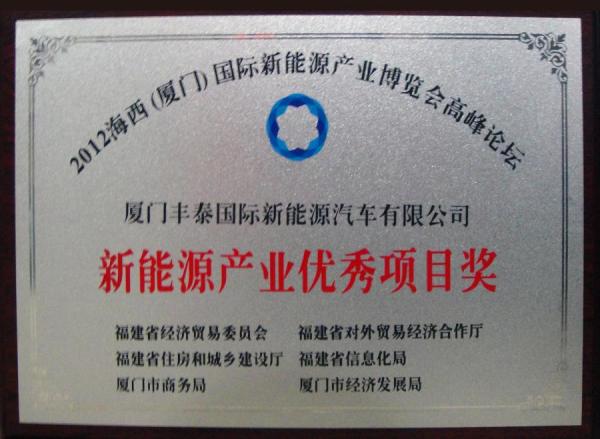 2012海西(厦门)国际新能源产业博览会高峰论坛
厦门丰泰国际新能源汽车有限公司
新能源产业优秀项目奖
福建省经济贸易委员会 福建省对外贸易经济合作厅
福建省住房和城乡建设厅 福建省信息化局
厦门市商务局 厦门市经济发展局